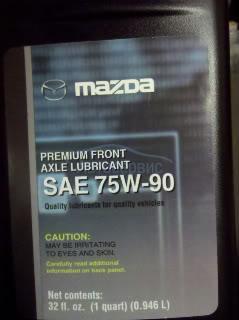 mazda
PREMIUM FRONT
AXLE LUBRICANT
SAE 75W-90
Quality lubricants for quality vehicles
CAUTION:
MAY BE IRRITATING
TO EYES AND SKIN.
Carefully read additional
information on back panel.
Net contents:
32 fl. oz. (1 quart) (0.946 L)